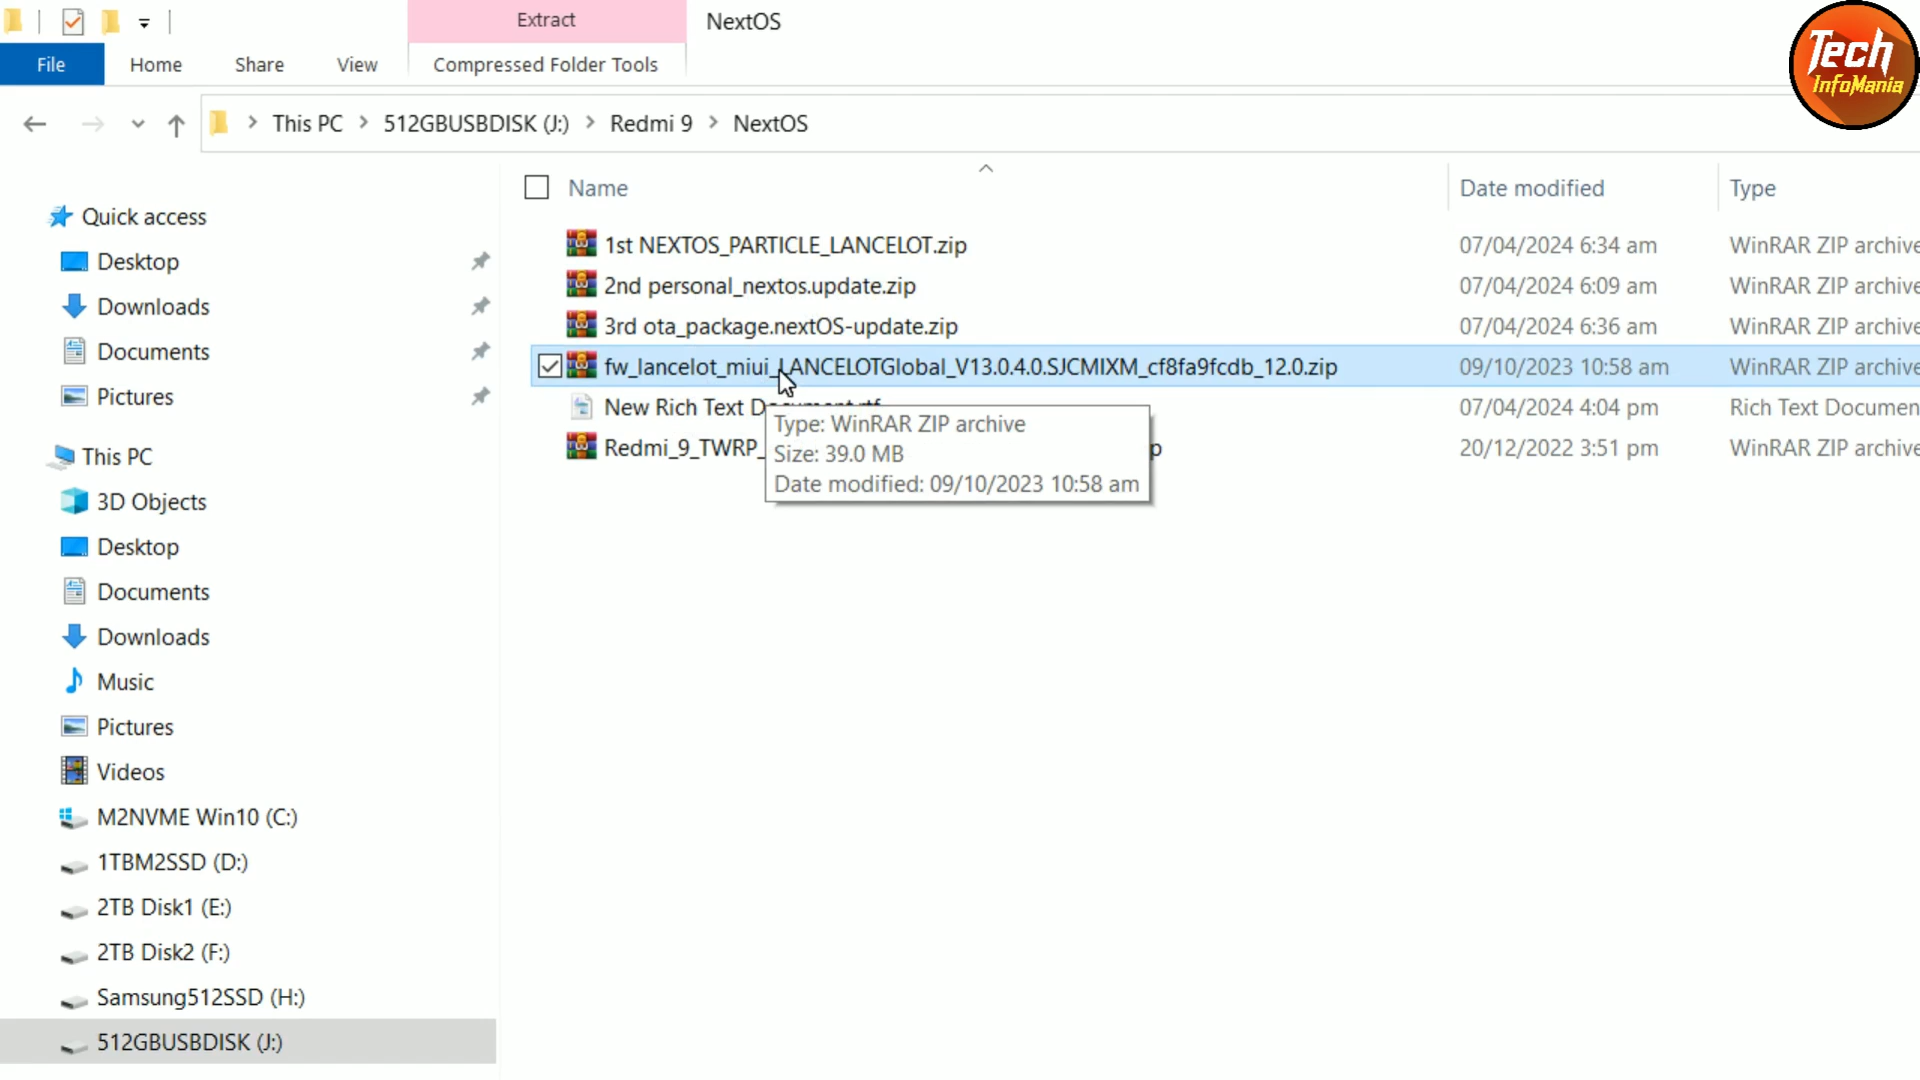 Extract
NextOS
File
Home
Share
View
Compressed Folder Tools
Tech
InfoMania
This PC
512GBUSBDISK (J:)
Redmi 9
NextOS
Name
Date modified
Type
Quick access
Desktop
Downloads
Documents
Pictures
This PC
3D Objects
Desktop
Documents
Downloads
Music
Pictures
Videos
M2NVME Win10 (C:)
1TBM2SSD (D:)
2TB Disk1 (E:)
2TB Disk2 (F:)
Samsung512SSD (H:)
512GBUSBDISK (J:)
1st NEXTOS_PARTICLE_LANCELOT.zip 07/04/2024 6:34 am WinRAR ZIP archive
2nd personal_nextos.update.zip 07/04/2024 6:09 am WinRAR ZIP archive
3rd ota_package.nextOS-update.zip 07/04/2024 6:36 am WinRAR ZIP archive
fw_lancelot_miui_LANCELOTGlobal_V13.0.4.0.SJCMIXM_cf8fa9fcdb_12.0.zip 09/10/2023 10:58 am WinRAR ZIP archive
New Rich Text Document.rtf 07/04/2024 4:04 pm Rich Text Documen
Redmi_9_TWRP_ p 20/12/2022 3:51 pm WinRAR ZIP archive
Type: WinRAR ZIP archive
Size: 39.0 MB
Date modified: 09/10/2023 10:58 am